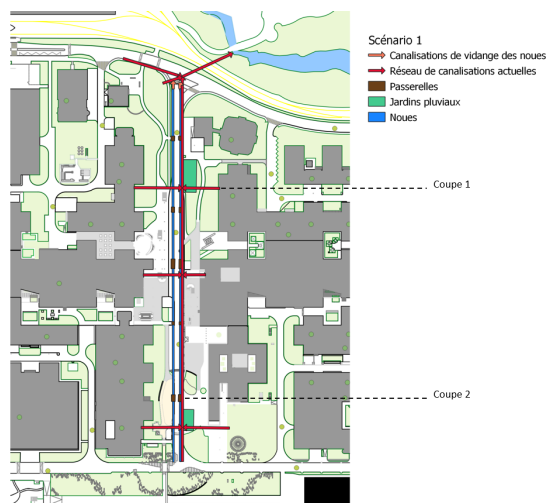 Scénario 1
Canalisations de vidange des noues
Réseau de canalisations actuelles
Passerelles
Jardins pluviaux
Noues
Coupe 1
Coupe 2